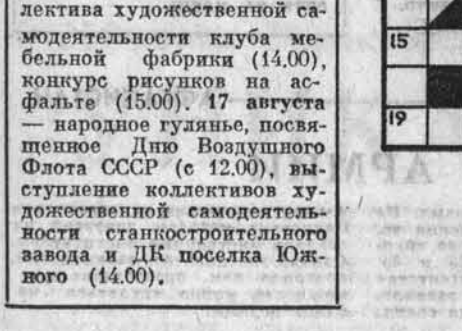 лектива художественной са-
модеятельности клуба ме-
бельной фабрики (14.00),
конкурс рисунков на ас-
фальте (15.00). 17 августа
— народное гулянье, посвя-
щенное Дню Воздушного
Флота СССР (с 12.00), вы-
ступление коллективов ху-
дожественной самодеятель-
ности станкостроительного
завода и ДК поселка Юж-
ного (14.00).
15
19